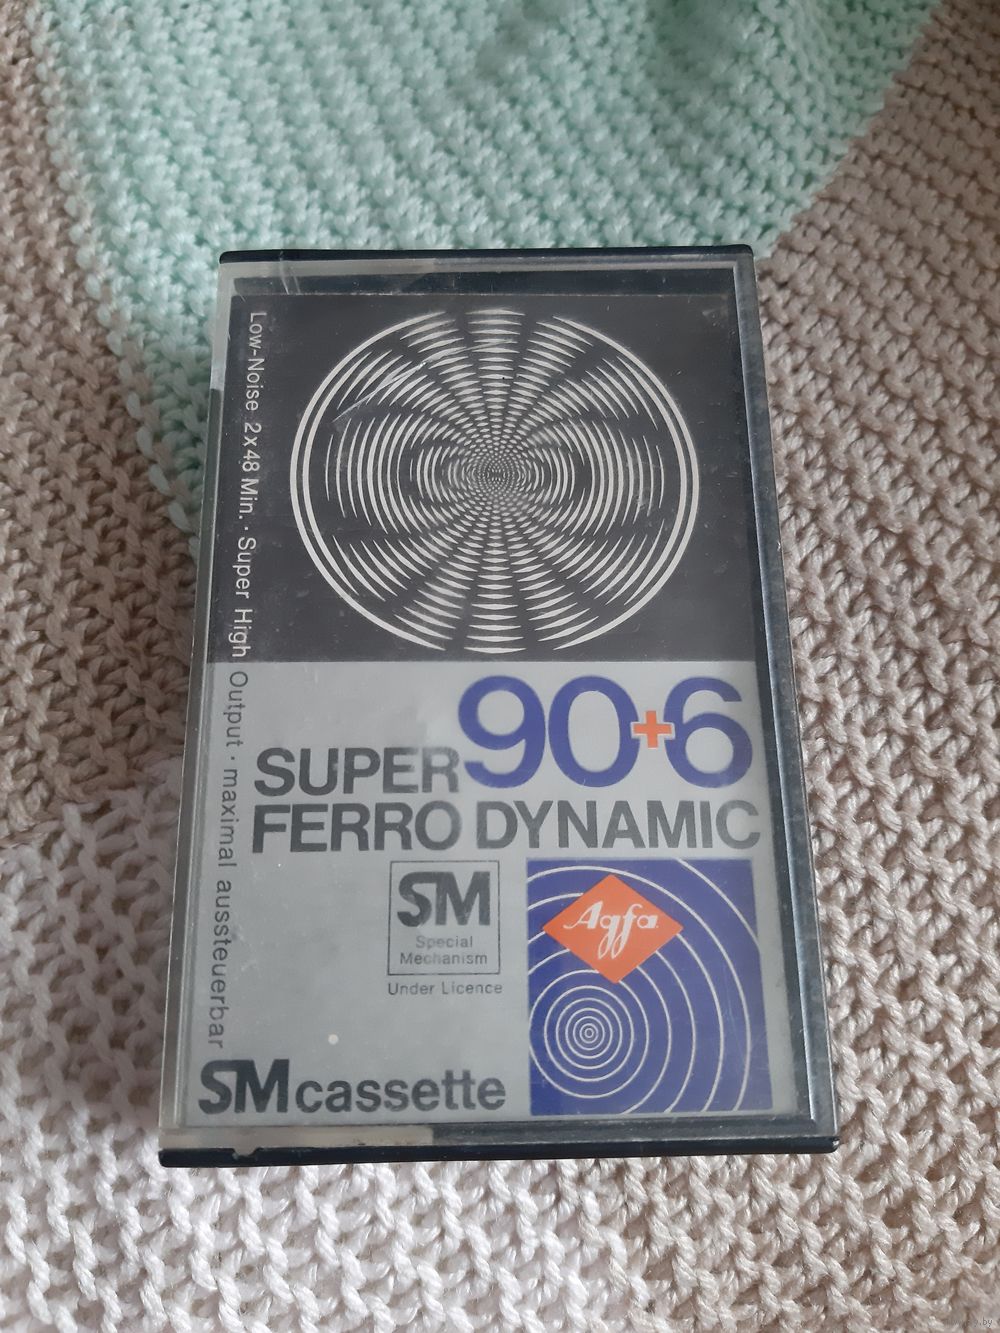 Low-Noise 2x48 Min. · Super High Output · maximal aussteuerbar
90+6
SUPER
FERRO DYNAMIC
SM
Special
Mechanism
Under Licence
Agfa
SM cassette